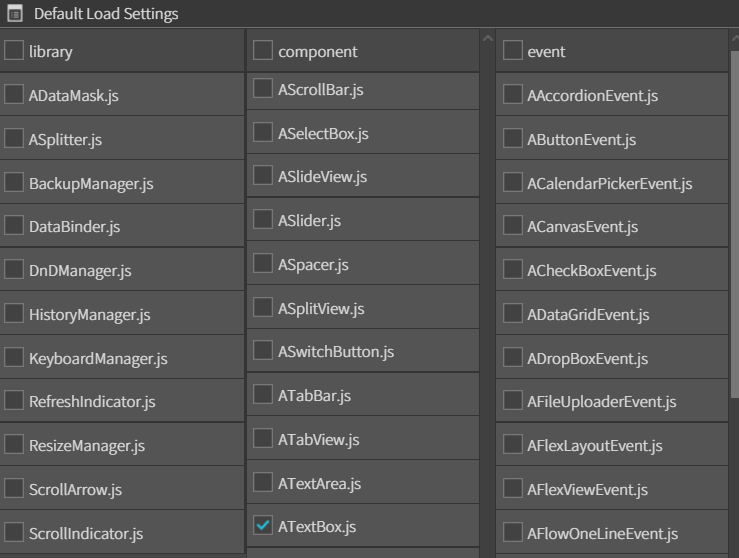 Default Load Settings
library
ADataMask.js
ASplitter.js
BackupManager.js
DataBinder.js
DnDManager.js
HistoryManager.js
KeyboardManager.js
RefreshIndicator.js
ResizeManager.js
ScrollArrow.js
ScrollIndicator.js
component
AScrollBar.js
ASelectBox.js
ASlideView.js
ASlider.js
ASpacer.js
ASplitView.js
ASwitchButton.js
ATabBar.js
ATabView.js
ATextArea.js
ATextBox.js
event
AAccordionEvent.js
AButtonEvent.js
ACalendarPickerEvent.js
ACanvasEvent.js
ACheckBoxEvent.js
ADataGridEvent.js
ADropBoxEvent.js
AFileUploaderEvent.js
AFlexLayoutEvent.js
AFlexViewEvent.js
AFlowOneLineEvent.js